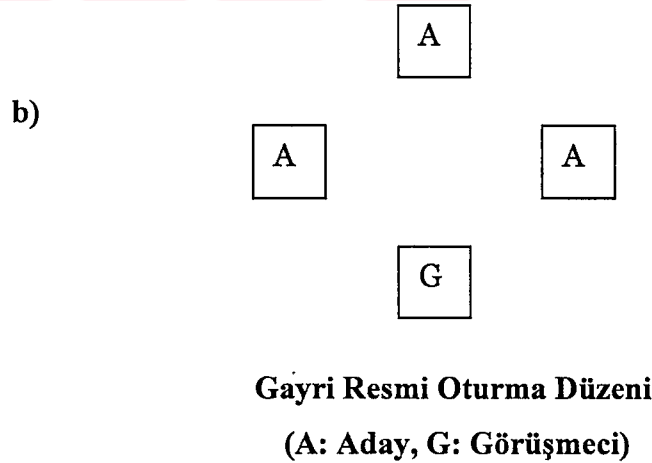 A
b)
A A
G
Gayri Resmi Oturma Düzeni
(A: Aday, G: Görüşmeci)